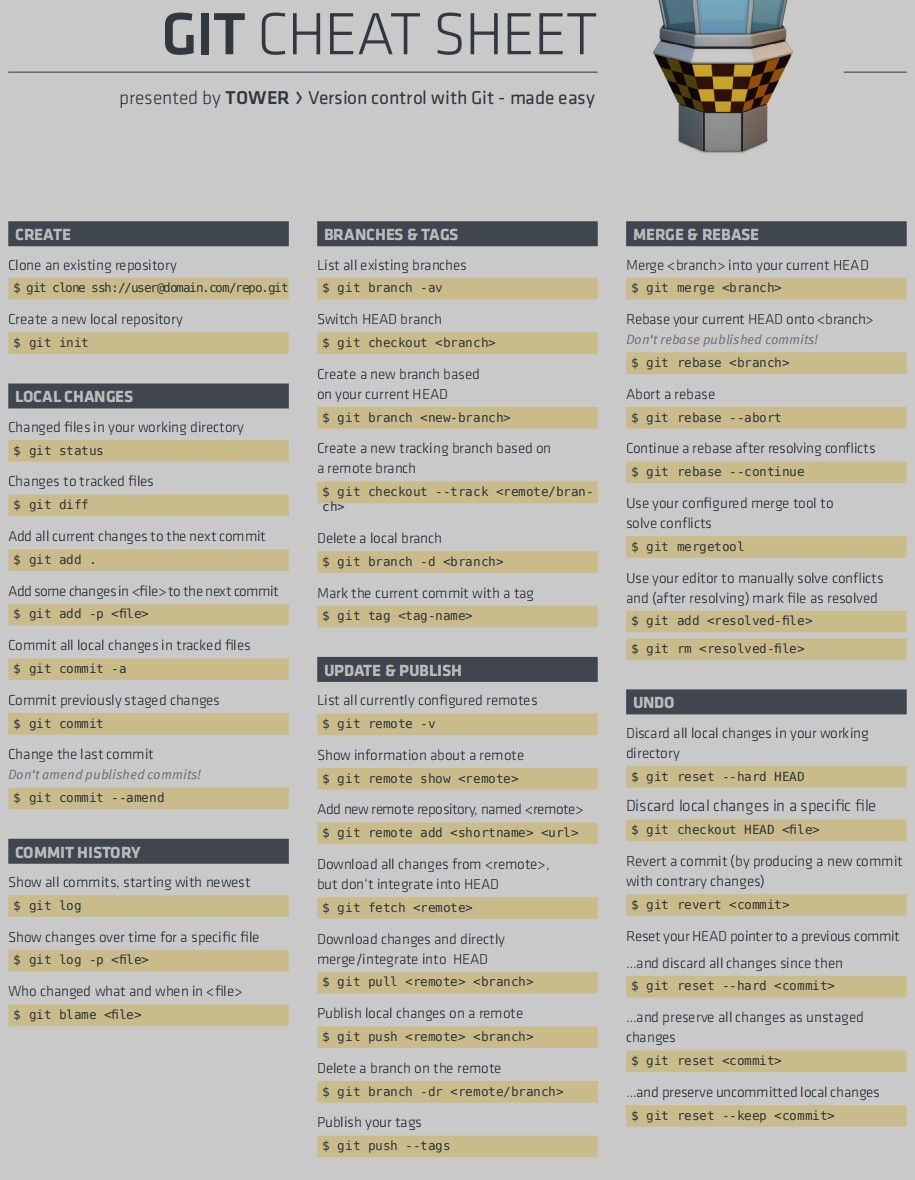 GIT CHEAT SHEET
presented by TOWER > Version control with Git - made easy
CREATE
Clone an existing repository
$ git clone ssh://user@domain.com/repo.git
Create a new local repository
$ git init
LOCAL CHANGES
Changed files in your working directory
$ git status
Changes to tracked files
$ git diff
Add all current changes to the next commit
$ git add .
Add some changes in <file> to the next commit
$ git add -p <file>
Commit all local changes in tracked files
$ git commit -a
Commit previously staged changes
$ git commit
Change the last commit
Don't amend published commits!
$ git commit --amend
COMMIT HISTORY
Show all commits, starting with newest
$ git log
Show changes over time for a specific file
$ git log -p <file>
Who changed what and when in <file>
$ git blame <file>
BRANCHES & TAGS
List all existing branches
$ git branch -av
Switch HEAD branch
$ git checkout <branch>
Create a new branch based
on your current HEAD
$ git branch <new-branch>
Create a new tracking branch based on
a remote branch
$ git checkout --track <remote/bran-
ch>
Delete a local branch
$ git branch -d <branch>
Mark the current commit with a tag
$ git tag <tag-name>
UPDATE & PUBLISH
List all currently configured remotes
$ git remote -v
Show information about a remote
$ git remote show <remote>
Add new remote repository, named <remote>
$ git remote add <shortname> <url>
Download all changes from <remote>,
but don't integrate into HEAD
$ git fetch <remote>
Download changes and directly
merge/integrate into HEAD
$ git pull <remote> <branch>
Publish local changes on a remote
$ git push <remote> <branch>
Delete a branch on the remote
$ git branch -dr <remote/branch>
Publish your tags
$ git push --tags
MERGE & REBASE
Merge <branch> into your current HEAD
$ git merge <branch>
Rebase your current HEAD onto <branch>
Don't rebase published commits!
$ git rebase <branch>
Abort a rebase
$ git rebase --abort
Continue a rebase after resolving conflicts
$ git rebase --continue
Use your configured merge tool to
solve conflicts
$ git mergetool
Use your editor to manually solve conflicts
and (after resolving) mark file as resolved
$ git add <resolved-file>
$ git rm <resolved-file>
UNDO
Discard all local changes in your working
directory
$ git reset --hard HEAD
Discard local changes in a specific file
$ git checkout HEAD <file>
Revert a commit (by producing a new commit
with contrary changes)
$ git revert <commit>
Reset your HEAD pointer to a previous commit
...and discard all changes since then
$ git reset --hard <commit>
...and preserve all changes as unstaged
changes
$ git reset <commit>
...and preserve uncommitted local changes
$ git reset --keep <commit>